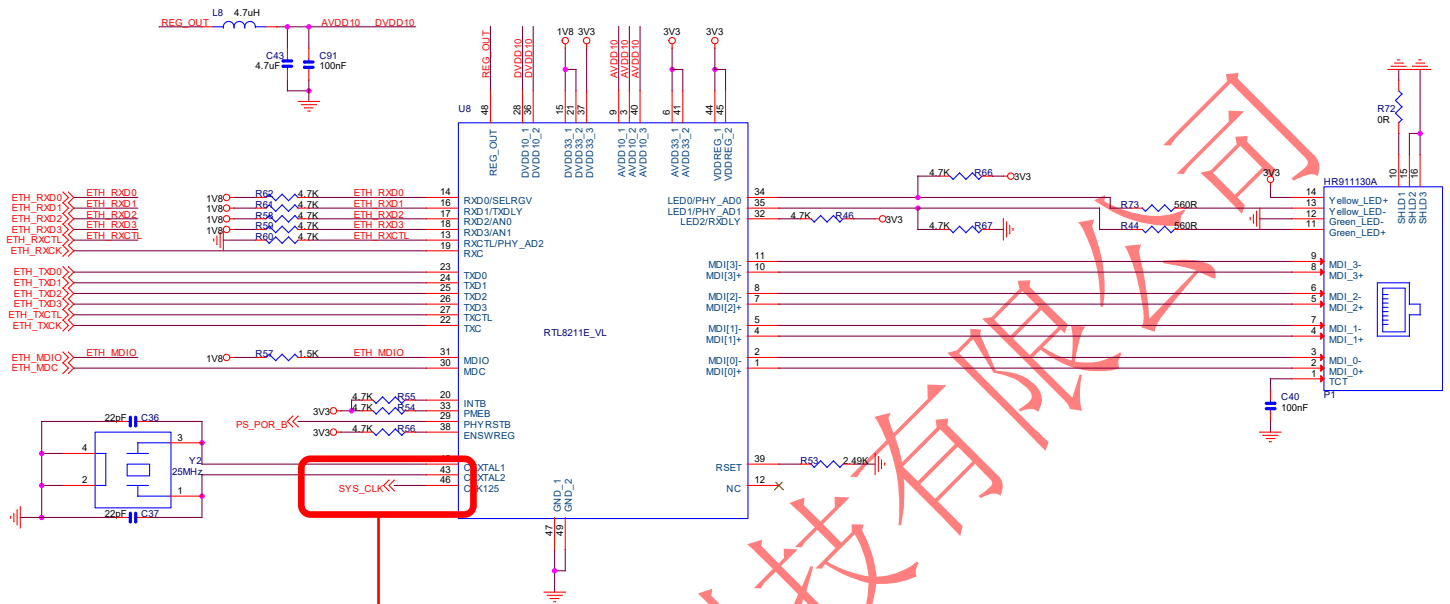 REG_OUT L8 4.7uH AVDD10 DVDD10
C43 4.7uF C91 100nF
REG_OUT DVDD10 DVDD10 1V8 3V3 AVDD10 AVDD10 AVDD10 3V3 3V3
U8 48 28 36 15 21 37 9 3 40 6 41 44 45
REG_OUT DVDD10_1 DVDD10_2 DVDD33_1 DVDD33_2 DVDD33_3 AVDD10_1 AVDD10_2 AVDD10_3 AVDD33_1 AVDD33_2 VDDREG_1 VDDREG_2
ETH_RXD0 ETH_RXD0 1V8 R62 4.7K ETH_RXD0 14 RXD0/SELRGV
ETH_RXD1 ETH_RXD1 1V8 R61 4.7K ETH_RXD1 16 RXD1/TXDLY
ETH_RXD2 ETH_RXD2 1V8 R58 4.7K ETH_RXD2 17 RXD2/AN0
ETH_RXD3 ETH_RXD3 1V8 R59 4.7K ETH_RXD3 18 RXD3/AN1
ETH_RXCTL ETH_RXCTL R60 4.7K ETH_RXCTL 13 RXCTL/PHY_AD2
ETH_RXCK 19 RXC
ETH_TXD0 23 TXD0
ETH_TXD1 24 TXD1
ETH_TXD2 25 TXD2
ETH_TXD3 26 TXD3
ETH_TXCTL 27 TXCTL
ETH_TXCK 22 TXC
RTL8211E_VL
ETH_MDIO ETH_MDIO 1V8 R57 1.5K ETH_MDIO 31 MDIO
ETH_MDC 30 MDC
4.7K R55 20 INTB
3V3 4.7K R54 33 PMEB
PS_POR_B 29 PHYRSTB
3V3 4.7K R56 38 ENSWREG
22pF C36
4 3
Y2
25MHz
2 1
22pF C37
CKXTAL1
43 CKXTAL2
SYS_CLK 46 CLK125
GND_1 GND_2
47 49
LED0/PHY_AD0 34
LED1/PHY_AD1 35
LED2/RXDLY 32 4.7K R46 3V3
4.7K R66 3V3
4.7K R67
R73 560R
R44 560R
MDI[3]- 11
MDI[3]+ 10
MDI[2]- 8
MDI[2]+ 7
MDI[1]- 5
MDI[1]+ 4
MDI[0]- 2
MDI[0]+ 1
RSET 39 R53 2.49K
NC 12
R72 0R
10 15 16
SHLD1 SHLD2 SHLD3
HR911130A
3V3
14 Yellow_LED+
13 Yellow_LED-
12 Green_LED-
11 Green_LED+
9 MDI_3-
8 MDI_3+
6 MDI_2-
5 MDI_2+
7 MDI_1-
4 MDI_1+
3 MDI_0-
2 MDI_0+
1 TCT
P1
C40 100nF
技有限公司